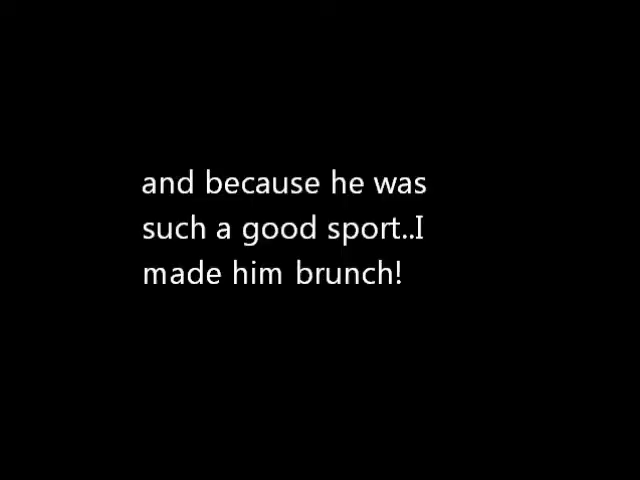 and because he was
such a good sport..I
made him brunch!